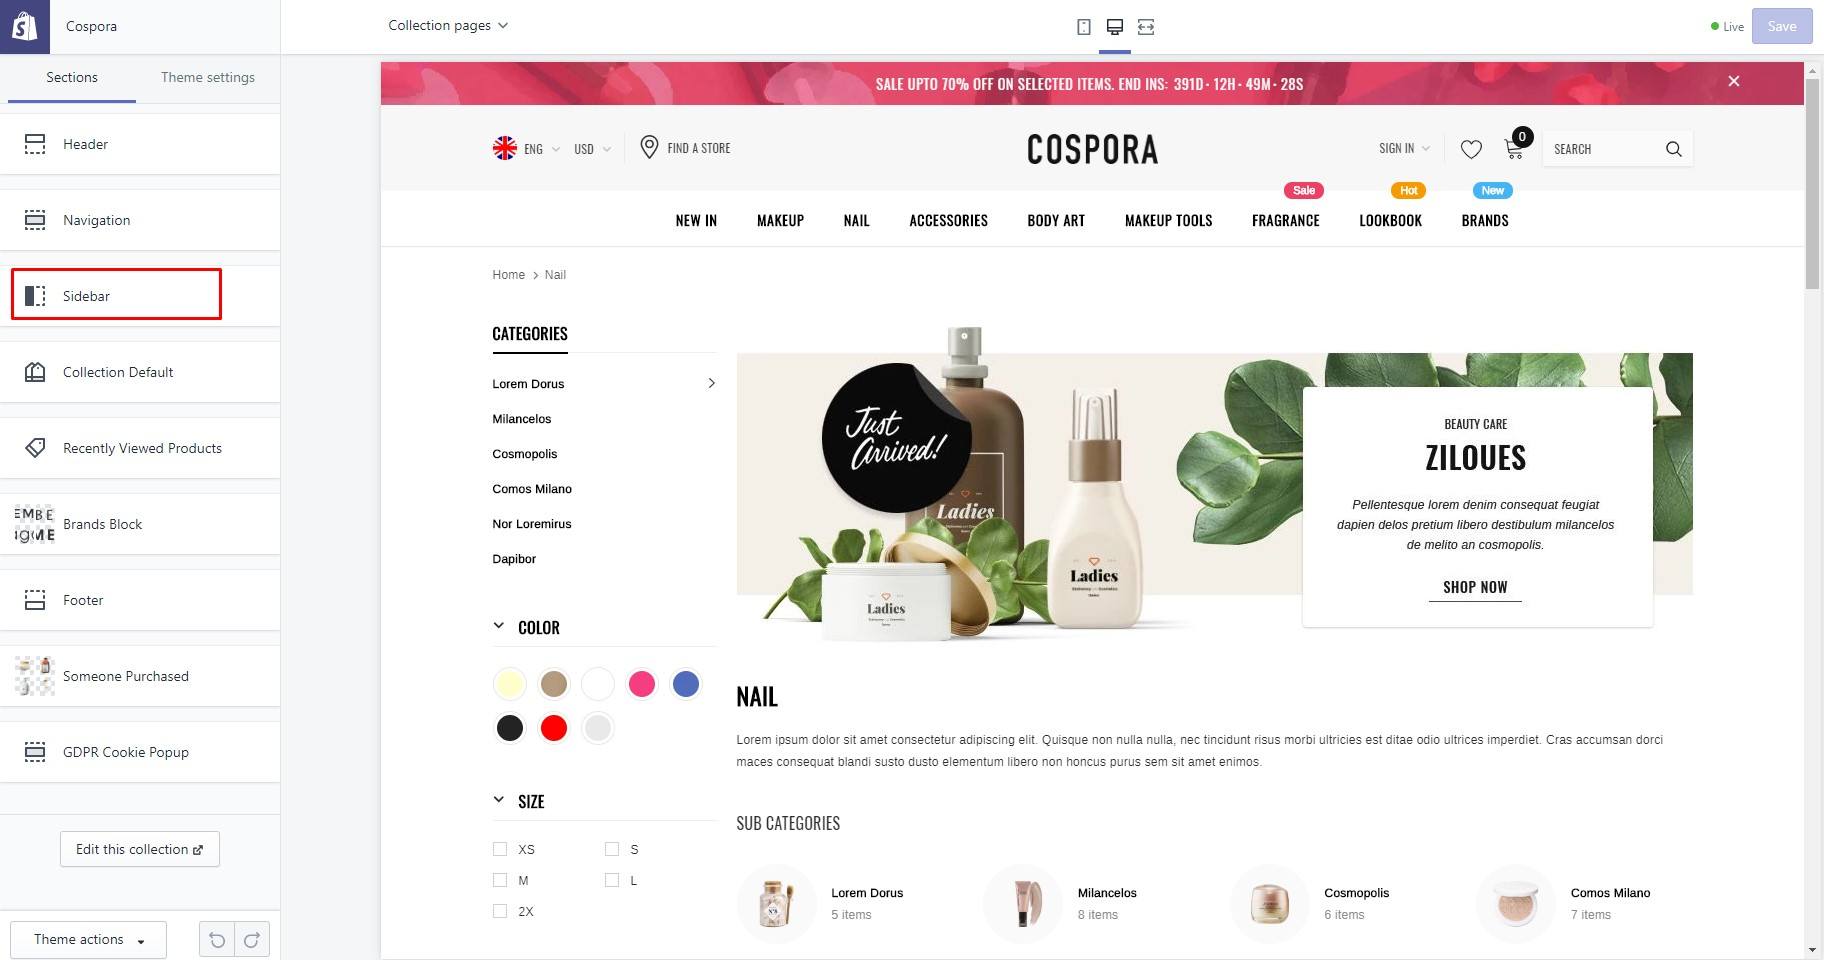 Cospora
Collection pages
Live
Save
Sections
Theme settings
Header
Navigation
Sidebar
Collection Default
Recently Viewed Products
EMBE
Brands Block
Footer
Someone Purchased
GDPR Cookie Popup
Edit this collection
Theme actions
SALE UPTO 70% OFF ON SELECTED ITEMS. END INS: 391D · 12H · 49M · 28S
ENG
USD
FIND A STORE
COSPORA
SIGN IN
0
SEARCH
Sale
Hot
New
NEW IN
MAKEUP
NAIL
ACCESSORIES
BODY ART
MAKEUP TOOLS
FRAGRANCE
LOOKBOOK
BRANDS
Home > Nail
CATEGORIES
Lorem Dorus
Milancelos
Cosmopolis
Comos Milano
Nor Loremirus
Dapibor
COLOR
SIZE
XS
S
M
L
2X
Just
Arrived!
Ladies
Ladies
Ladies
BEAUTY CARE
ZILOUES
Pellentesque lorem denim consequat feugiat
dapien delos pretium libero destibulum milancelos
de melito an cosmopolis.
SHOP NOW
NAIL
Lorem ipsum dolor sit amet consectetur adipiscing elit. Quisque non nulla nulla, nec tincidunt risus morbi ultricies est ditae odio ultrices imperdiet. Cras accumsan dorci
maces consequat blandi susto dusto elementum libero non honcus purus sem sit amet enimos.
SUB CATEGORIES
Lorem Dorus
5 items
Milancelos
8 items
Cosmopolis
6 items
Comos Milano
7 items